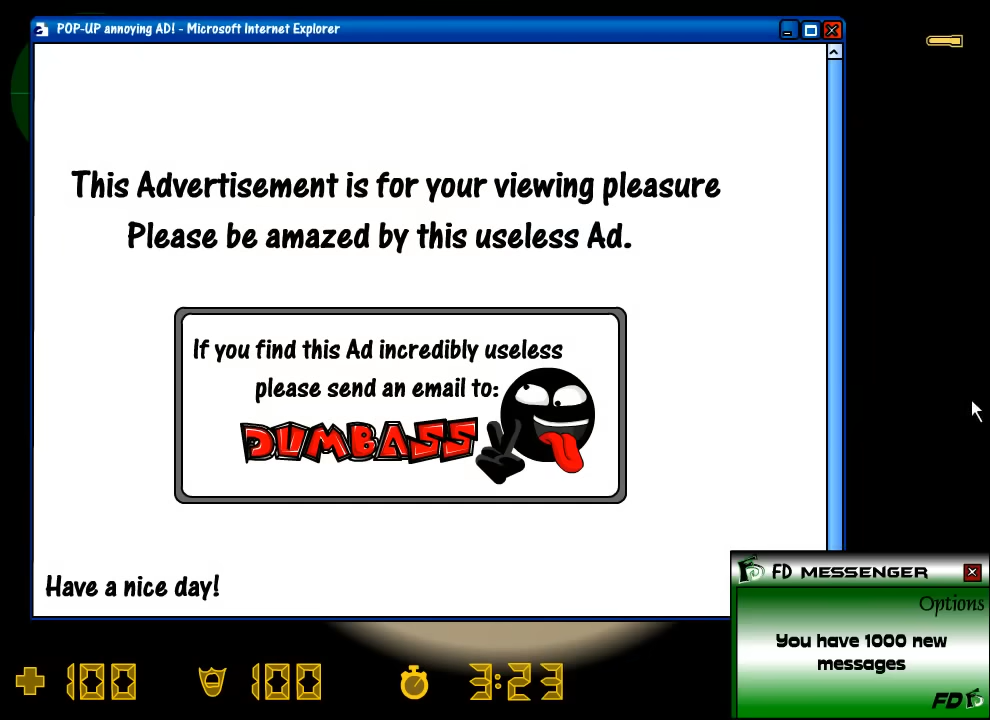 POP-UP annoying AD! - Microsoft Internet Explorer
This Advertisement is for your viewing pleasure
Please be amazed by this useless Ad.
If you find this Ad incredibly useless
please send an email to:
DUMBASS
Have a nice day!
FD MESSENGER
Options
You have 1000 new
messages
FD
100
100
3:23